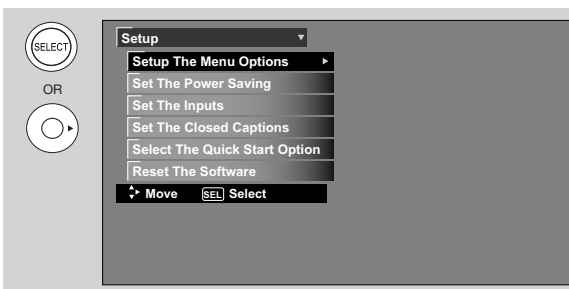 SELECT
OR
Setup
Setup The Menu Options
Set The Power Saving
Set The Inputs
Set The Closed Captions
Select The Quick Start Option
Reset The Software
Move SEL Select